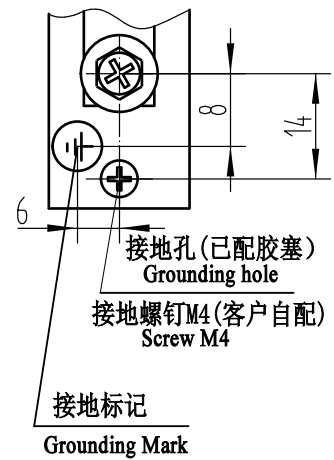 8
14
6
接地孔(已配胶塞)
Grounding hole
接地螺钉M4(客户自配)
Screw M4
接地标记
Grounding Mark